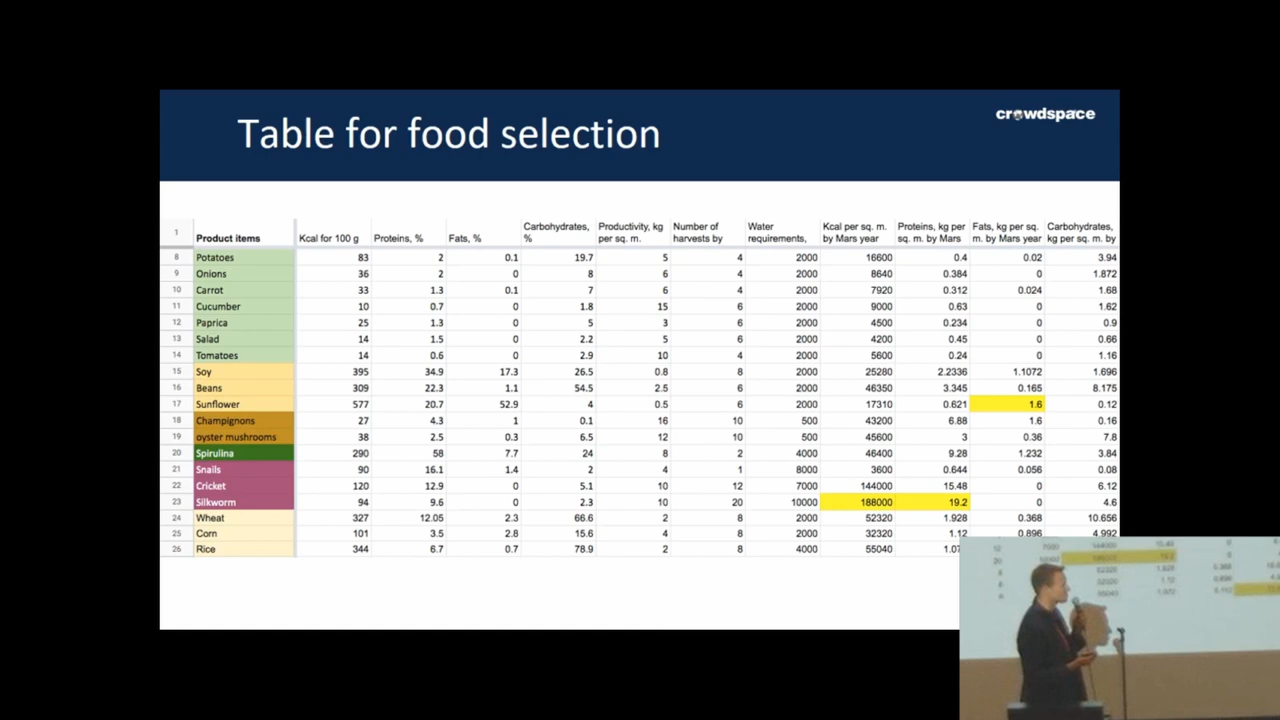 Table for food selection
crowdspace
1 Product items Kcal for 100 g Proteins, % Fats, % Carbohydrates, % Productivity, kg per sq. m. Number of harvests by Water requirements, Kcal per sq. m. by Mars year Proteins, kg per sq. m. by Mars Fats, kg per sq. m. by Mars year Carbohydrates, kg per sq. m. by
8 Potatoes 83 2 0.1 19.7 5 4 2000 16600 0.4 0.02 3.94
9 Onions 36 2 0 8 6 4 2000 8640 0.384 0 1.872
10 Carrot 33 1.3 0.1 7 6 4 2000 7920 0.312 0.024 1.68
11 Cucumber 10 0.7 0 1.8 15 6 2000 9000 0.63 0 1.62
12 Paprica 25 1.3 0 5 3 6 2000 4500 0.234 0 0.9
13 Salad 14 1.5 0 2.2 5 6 2000 4200 0.45 0 0.66
14 Tomatoes 14 0.6 0 2.9 10 4 2000 5600 0.24 0 1.16
15 Soy 395 34.9 17.3 26.5 0.8 8 2000 25280 2.2336 1.1072 1.696
16 Beans 309 22.3 1.1 54.5 2.5 6 2000 46350 3.345 0.165 8.175
17 Sunflower 577 20.7 52.9 4 0.5 6 2000 17310 0.621 1.6 0.12
18 Champignons 27 4.3 1 0.1 16 10 500 43200 6.88 1.6 0.16
19 oyster mushrooms 38 2.5 0.3 6.5 12 10 500 45600 3 0.36 7.8
20 Spirulina 290 58 7.7 24 8 2 4000 46400 9.28 1.232 3.84
21 Snails 90 16.1 1.4 2 4 1 8000 3600 0.644 0.056 0.08
22 Cricket 120 12.9 0 5.1 10 12 7000 144000 15.48 0 6.12
23 Silkworm 94 9.6 0 2.3 10 20 10000 188000 19.2 0 4.6
24 Wheat 327 12.05 2.3 66.6 2 8 2000 52320 1.928 0.368 10.656
25 Corn 101 3.5 2.8 15.6 4 8 2000 32320 1.12 0.896 4.992
26 Rice 344 6.7 0.7 78.9 2 8 4000 55040